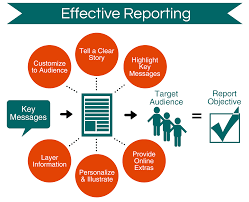 Effective Reporting
Tell a Clear
Story
Customize
to Audience
Highlight
Key
Messages
Key
Messages
Target
Audience
Report
Objective
Layer
Information
Personalize
& Illustrate
Provide
Online
Extras